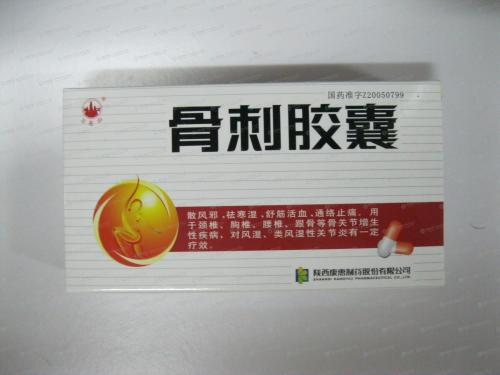 国药准字Z20050799
骨刺胶囊
散风邪，祛寒湿，舒筋活血，通络止痛。用
于颈椎、胸椎、腰椎、跟骨等骨关节增生
性疾病，对风湿、类风湿性关节炎有一定
疗效。
陕西康惠制药股份有限公司
SHAANXI KANGHUI PHARMACEUTICAL CO.,LTD.